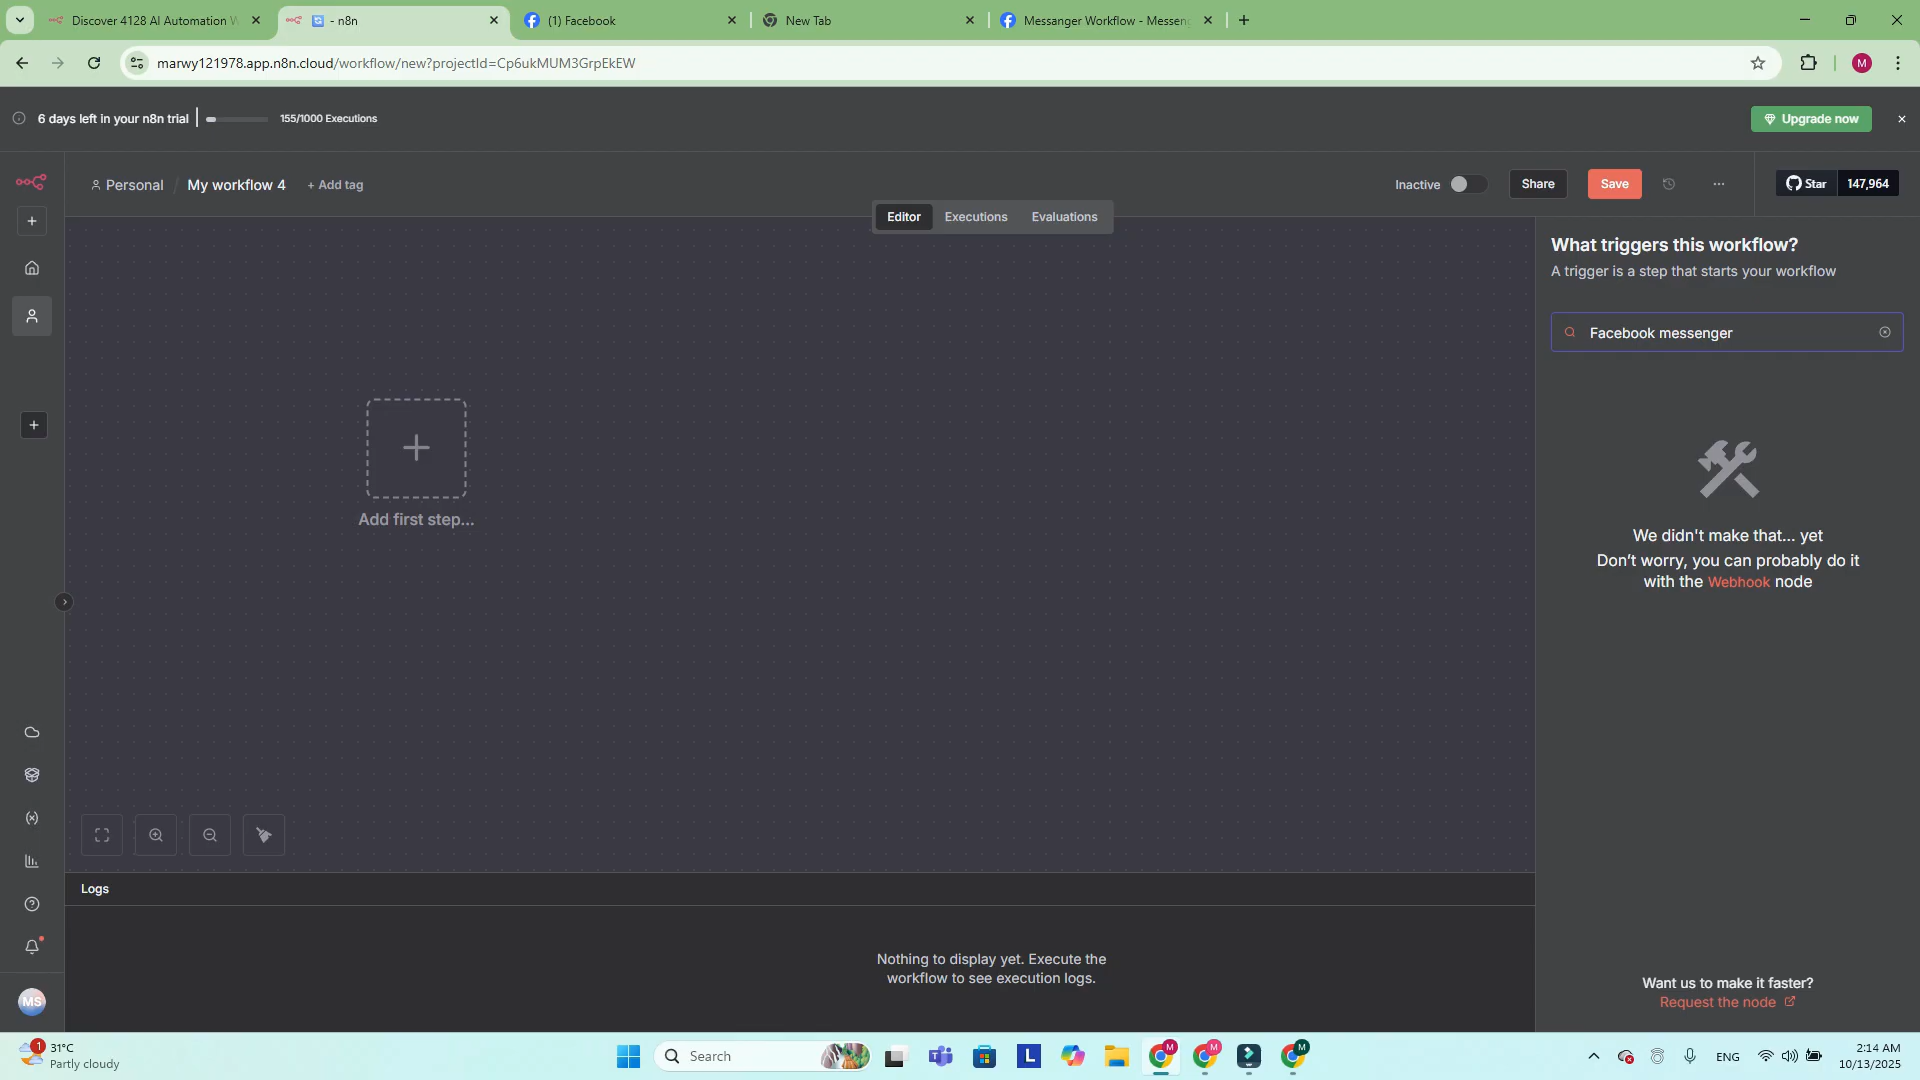 Discover 4128 AI Automation W
- n8n
(1) Facebook
New Tab
Messanger Workflow - Messen
marwy121978.app.n8n.cloud/workflow/new?projectId=Cp6ukMUM3GrpEkEW
M
6 days left in your n8n trial
155/1000 Executions
Upgrade now
Personal / My workflow 4
+ Add tag
Inactive
Share
Save
Star
147,964
Editor
Executions
Evaluations
What triggers this workflow?
A trigger is a step that starts your workflow
Facebook messenger
Add first step...
We didn't make that... yet
Don’t worry, you can probably do it
with the Webhook node
Logs
Nothing to display yet. Execute the
workflow to see execution logs.
Want us to make it faster?
Request the node
MS
1
31°C
Partly cloudy
Search
L
M
M
M
ENG
2:14 AM
10/13/2025